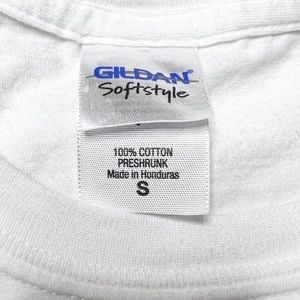 GILDAN
Softstyle
100% COTTON
PRESHRUNK
Made in Honduras
S